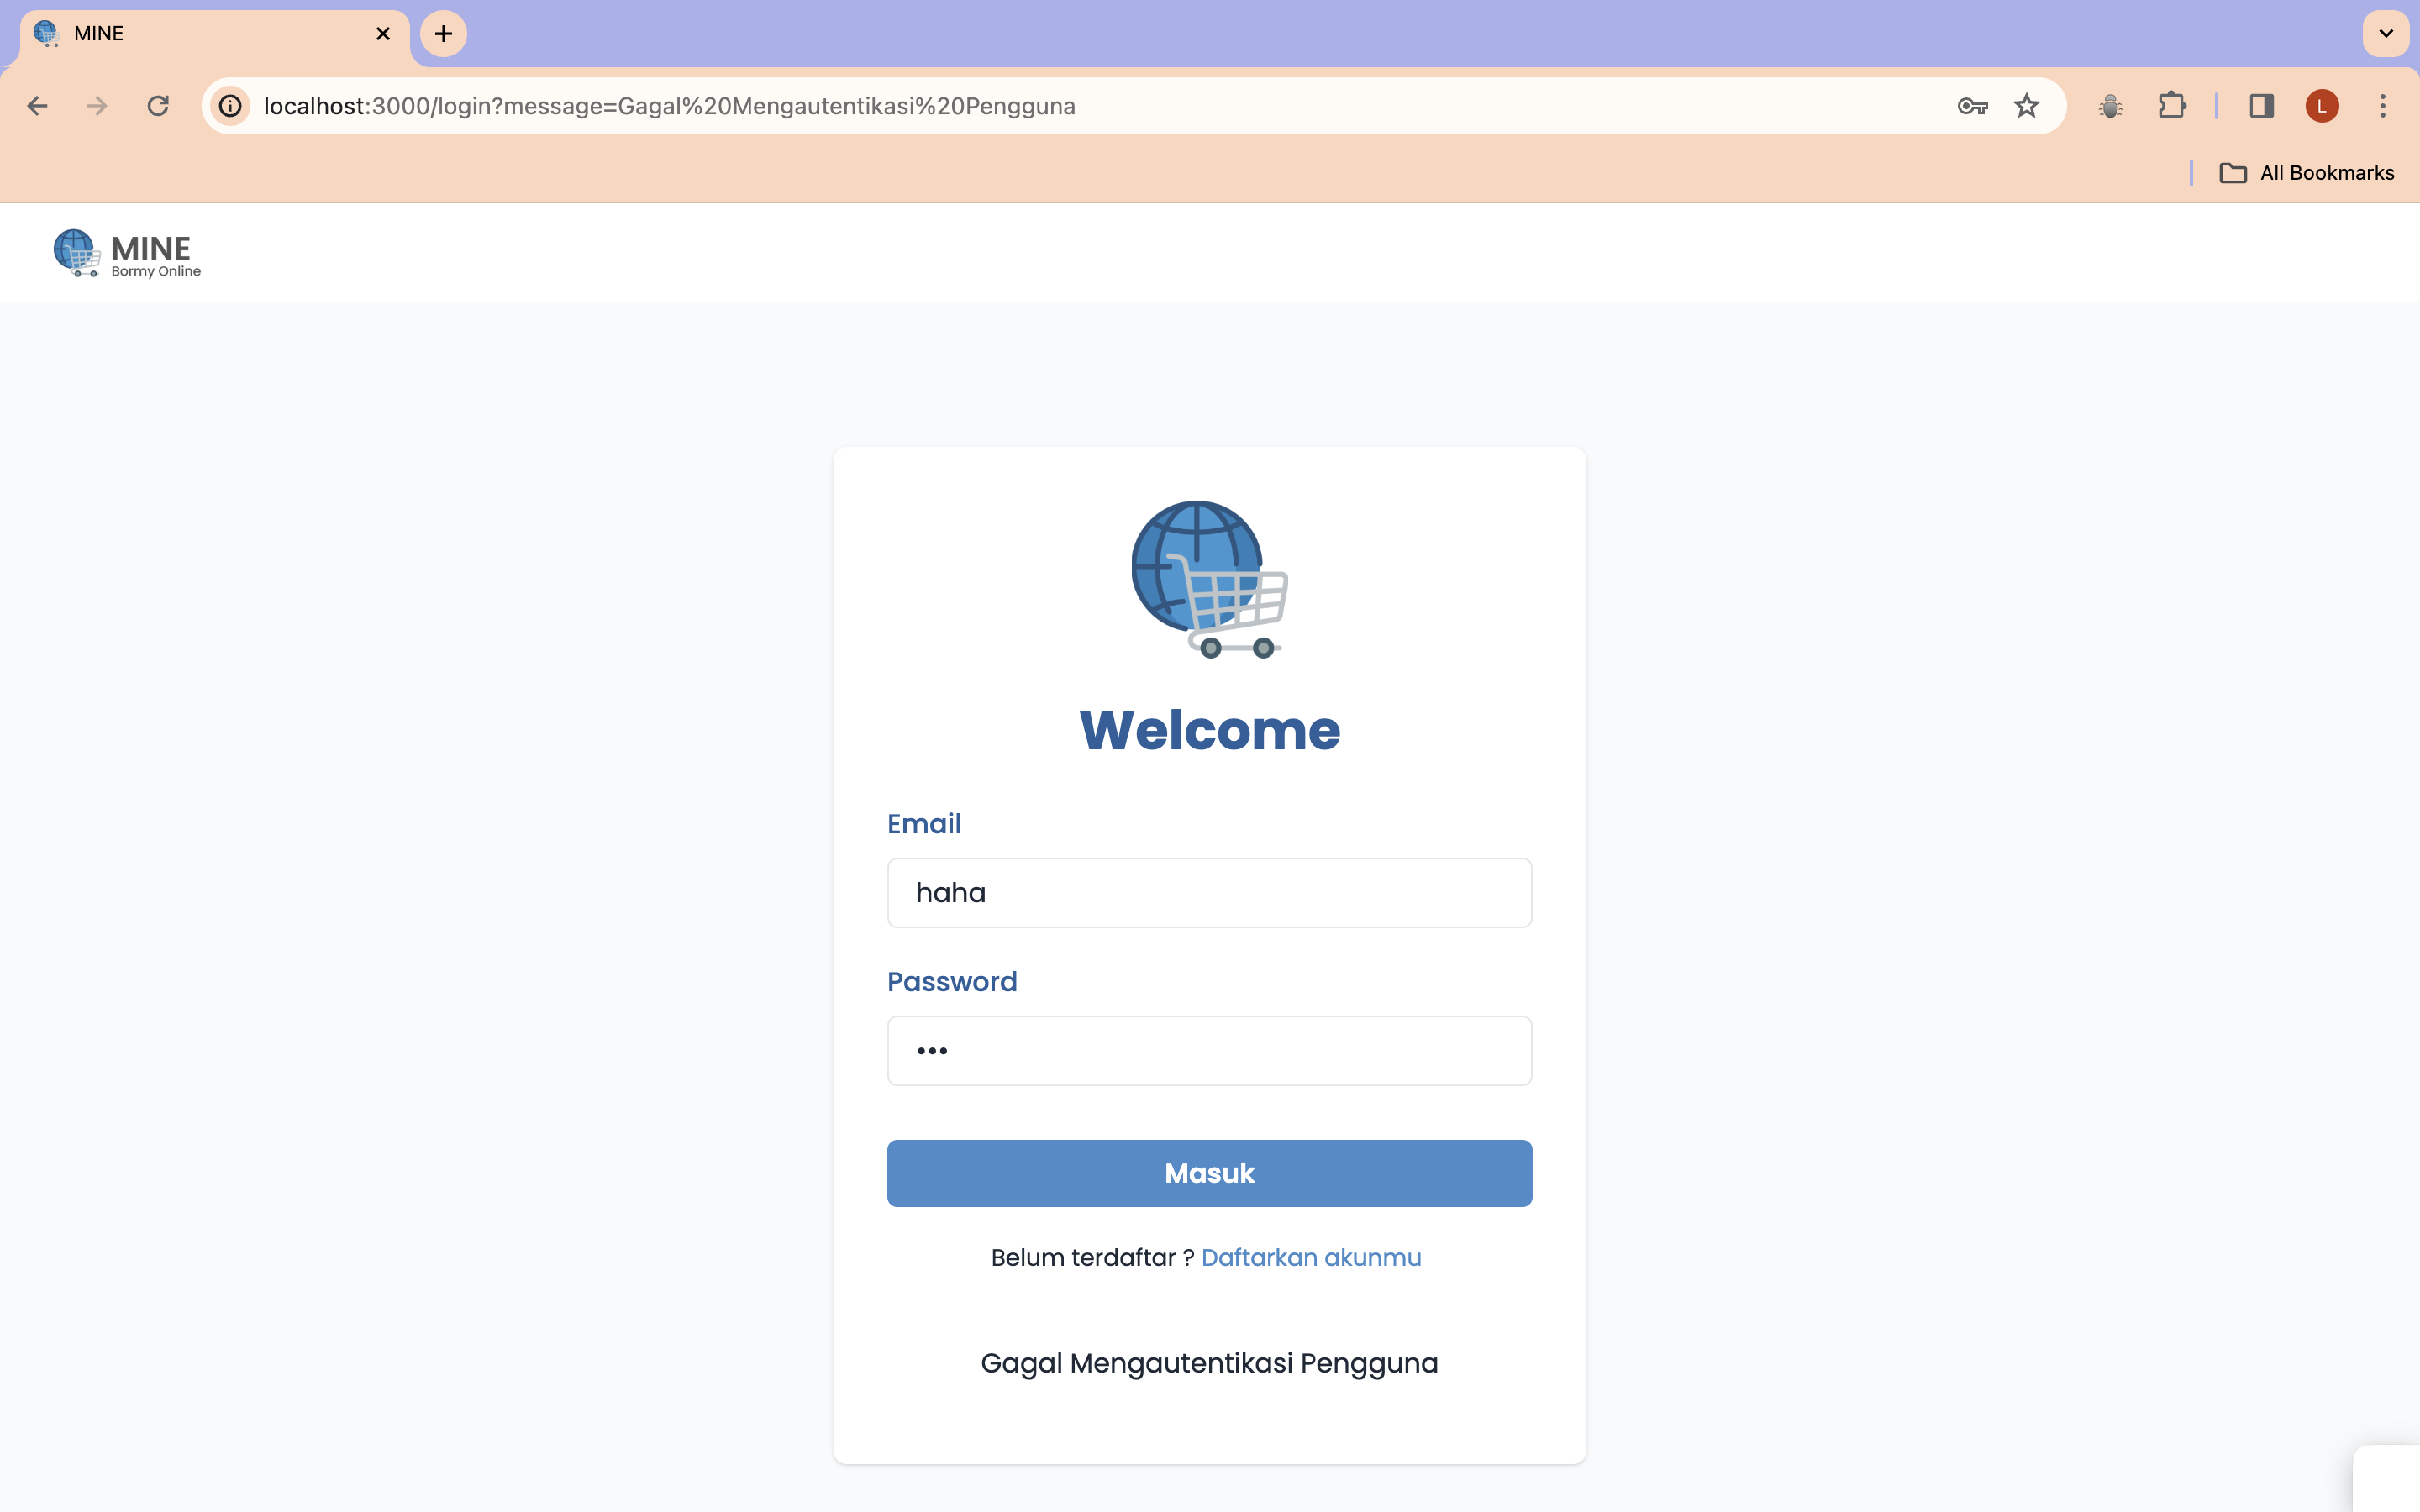 MINE
localhost:3000/login?message=Gagal%20Mengautentikasi%20Pengguna
L
All Bookmarks
MINE
Bormy Online
Welcome
Email
haha
Password
•••
Masuk
Belum terdaftar ? Daftarkan akunmu
Gagal Mengautentikasi Pengguna